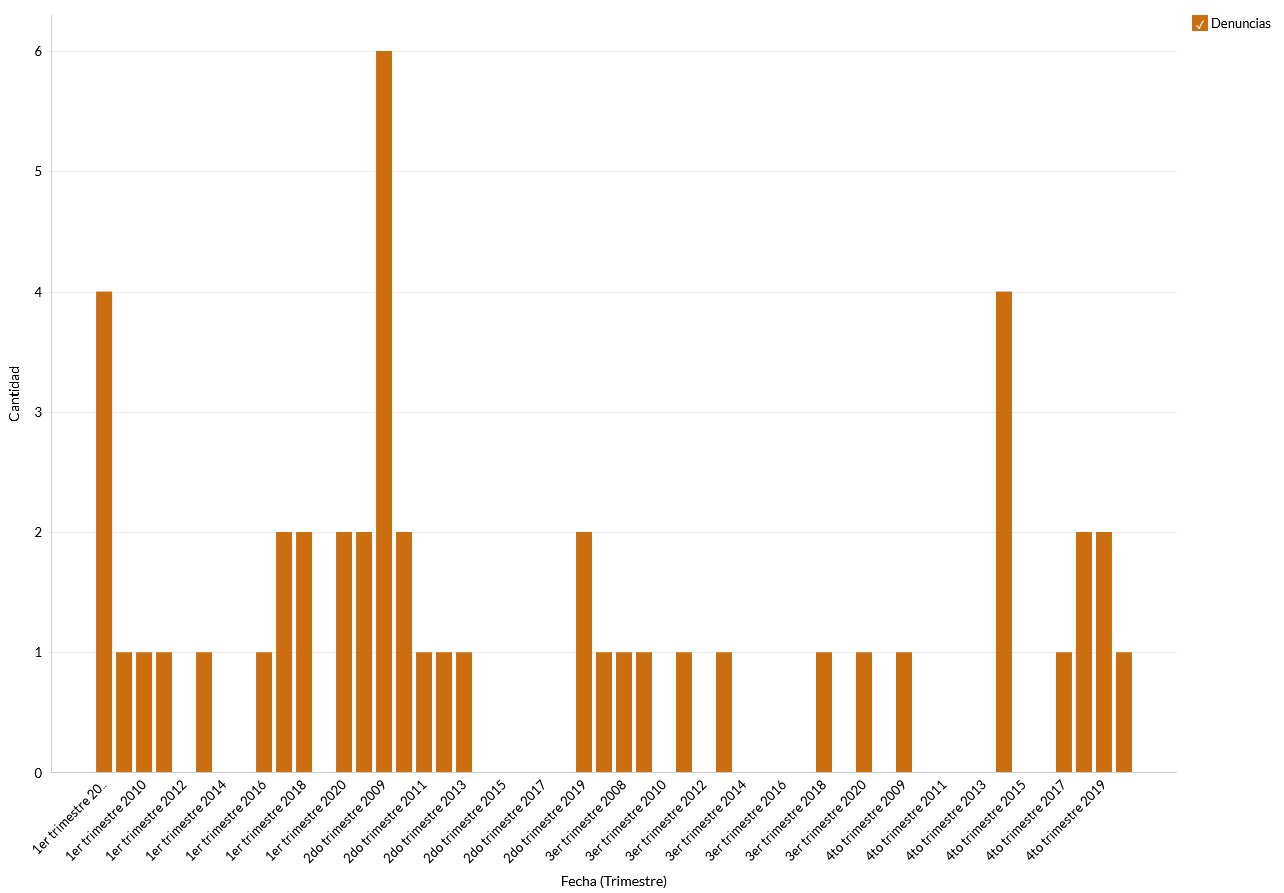 Denuncias
6
5
4
3
2
1
0
Cantidad
1er trimestre 20..
1er trimestre 2010
1er trimestre 2012
1er trimestre 2014
1er trimestre 2016
1er trimestre 2018
1er trimestre 2020
2do trimestre 2009
2do trimestre 2011
2do trimestre 2013
2do trimestre 2015
2do trimestre 2017
2do trimestre 2019
3er trimestre 2008
3er trimestre 2010
3er trimestre 2012
3er trimestre 2014
3er trimestre 2016
3er trimestre 2018
3er trimestre 2020
4to trimestre 2009
4to trimestre 2011
4to trimestre 2013
4to trimestre 2015
4to trimestre 2017
4to trimestre 2019
Fecha (Trimestre)